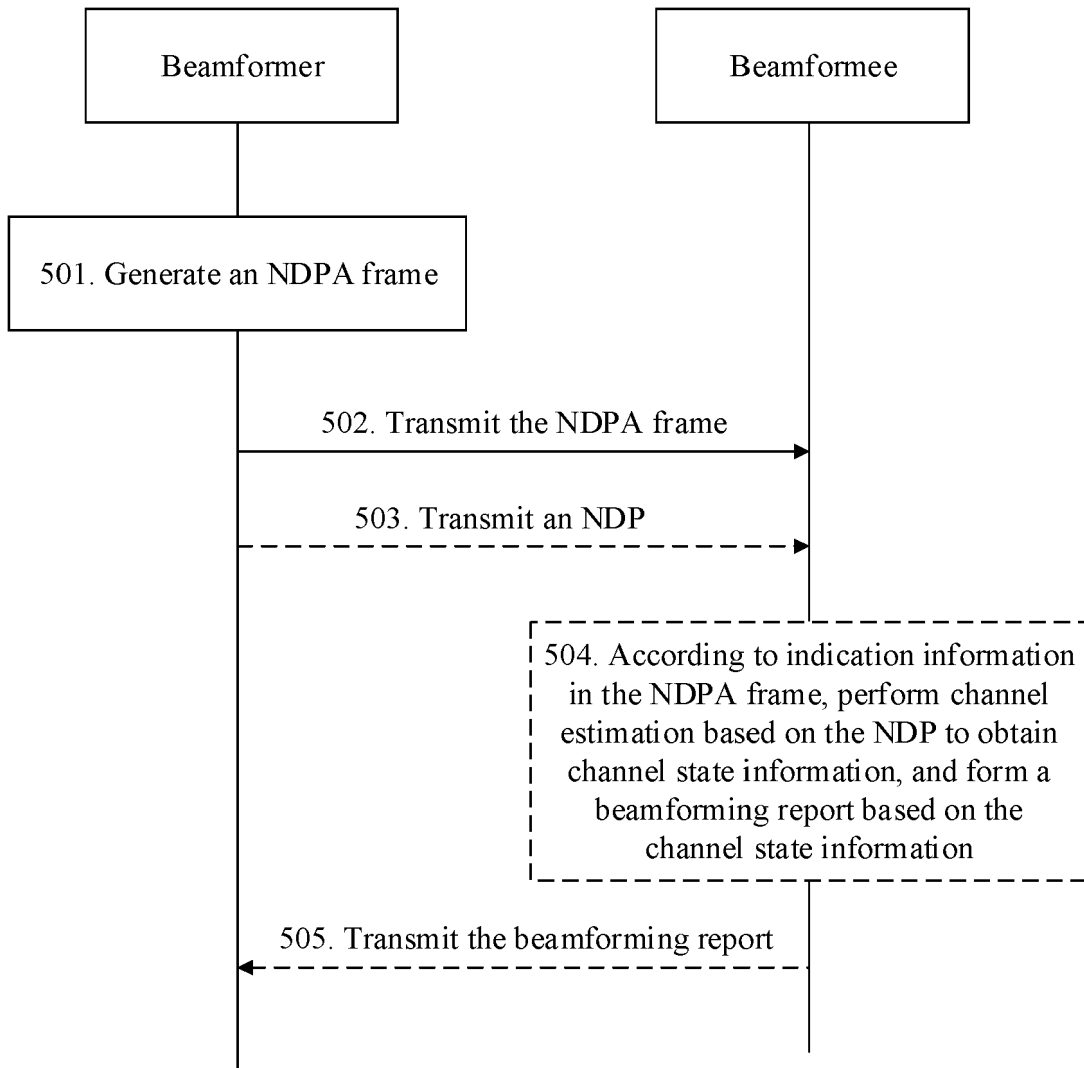 Beamformer
Beamformee
501. Generate an NDPA frame
502. Transmit the NDPA frame
503. Transmit an NDP
504. According to indication information
in the NDPA frame, perform channel
estimation based on the NDP to obtain
channel state information, and form a
beamforming report based on the
channel state information
505. Transmit the beamforming report